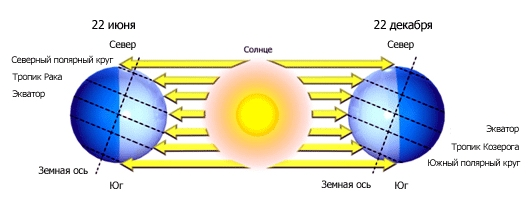 22 июня
22 декабря
Север
Север
Солнце
Северный полярный круг
Тропик Рака
Экватор
Экватор
Тропик Козерога
Южный полярный круг
Земная ось
Юг
Земная ось
Юг